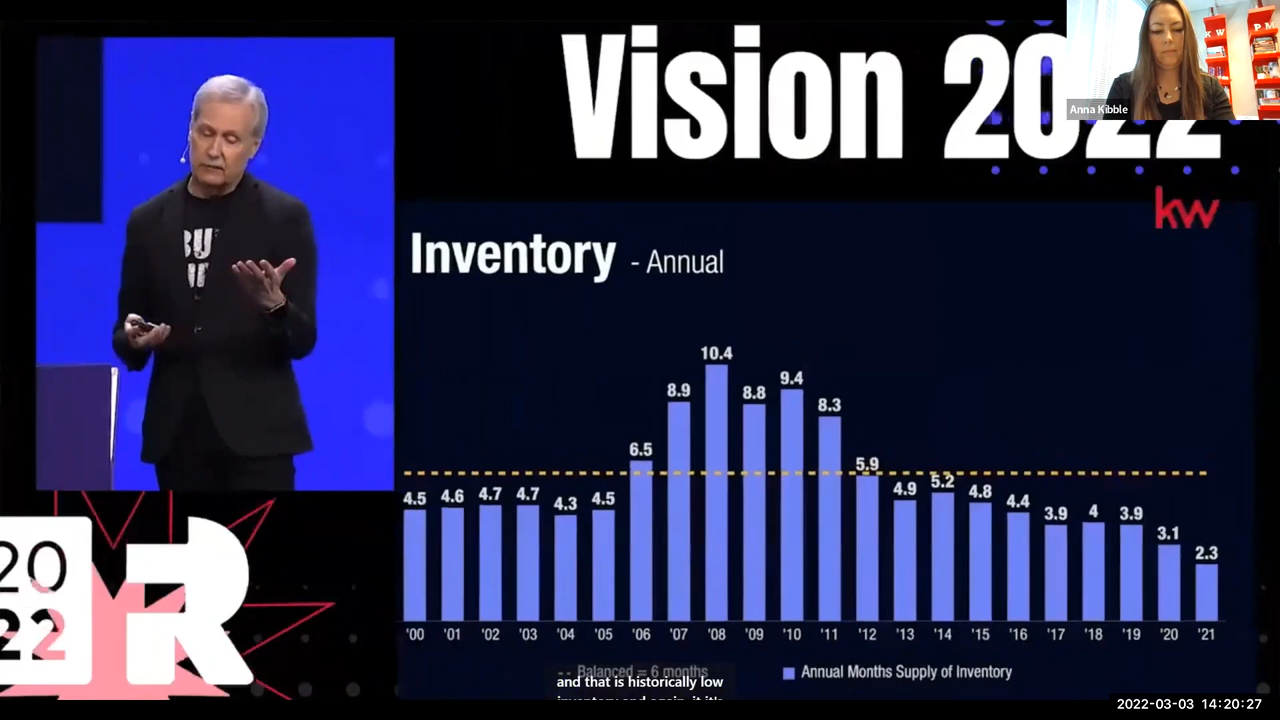 Vision 2022
Anna Kibble
K W
P M
kw
BU
Inventory - Annual
10.4
9.4
8.9
8.8
8.3
6.5
5.9
5.2
4.9
4.8
4.7
4.7
4.6
4.5
4.5
4.4
4.3
4
3.9
3.9
3.1
2.3
'00 '01 '02 '03 '04 '05 '06 '07 '08 '09 '10 '11 '12 '13 '14 '15 '16 '17 '18 '19 '20 '21
-- Balanced = 6 months
Annual Months Supply of Inventory
and that is historically low
20
22
R
2022-03-03 14:20:27